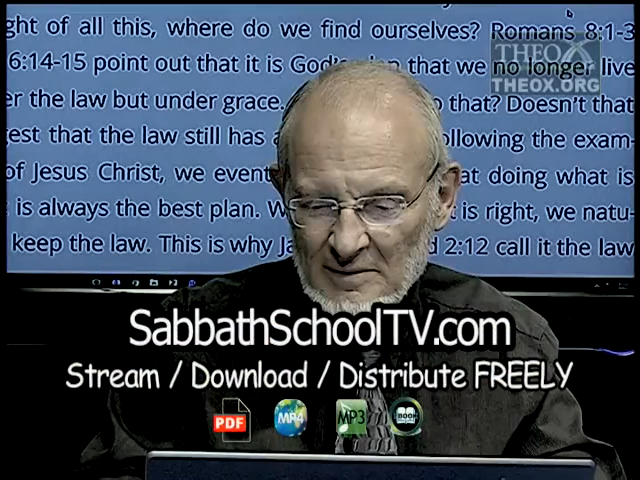 ght of all this, where do we find ourselves? Romans 8:1-3
6:14-15 point out that it is God's that we no longer live
er the law but under grace. o that? Doesn't that
gest that the law still has a ollowing the exam-
of Jesus Christ, we event at doing what is
is always the best plan. W t is right, we natu-
keep the law. This is why Ja d 2:12 call it the law
THEOX
THEOX.ORG
SabbathSchoolTV.com
Stream / Download / Distribute FREELY
PDF
MP4
MP3
BOOK